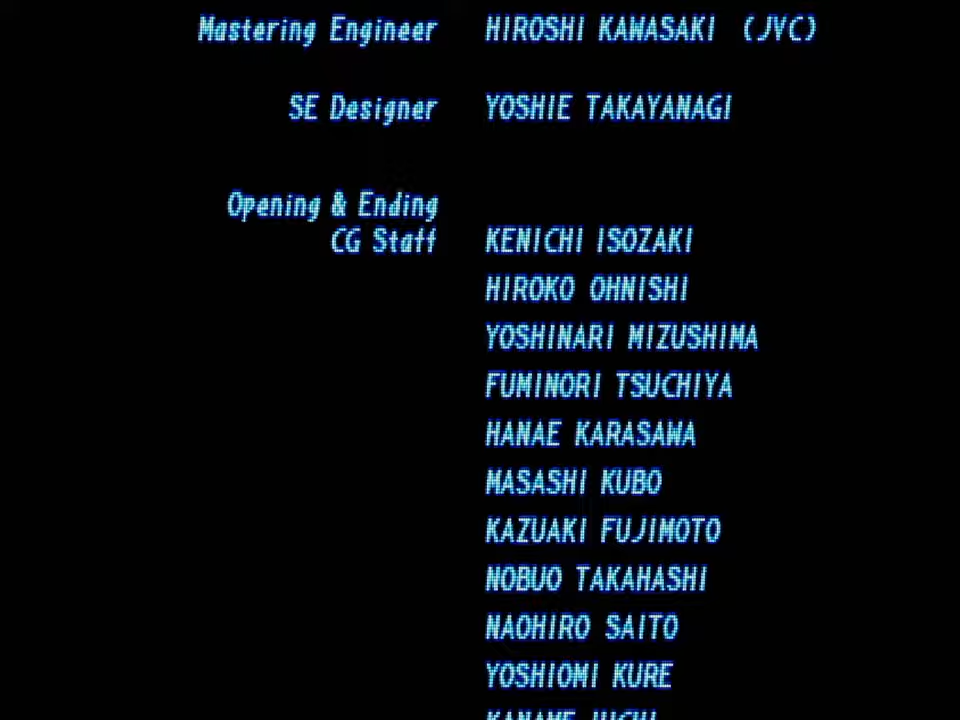 Mastering Engineer HIROSHI KAWASAKI (JVC)
SE Designer YOSHIE TAKAYANAGI
Opening & Ending
CG Staff KENICHI ISOZAKI
HIROKO OHNISHI
YOSHINARI MIZUSHIMA
FUMINORI TSUCHIYA
HANAE KARASAWA
MASASHI KUBO
KAZUAKI FUJIMOTO
NOBUO TAKAHASHI
NAOHIRO SAITO
YOSHIOMI KURE